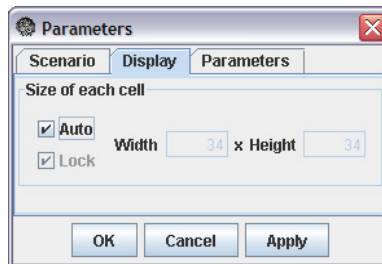 Parameters
Scenario Display Parameters
Size of each cell
Auto
Width 34 x Height 34
Lock
OK Cancel Apply